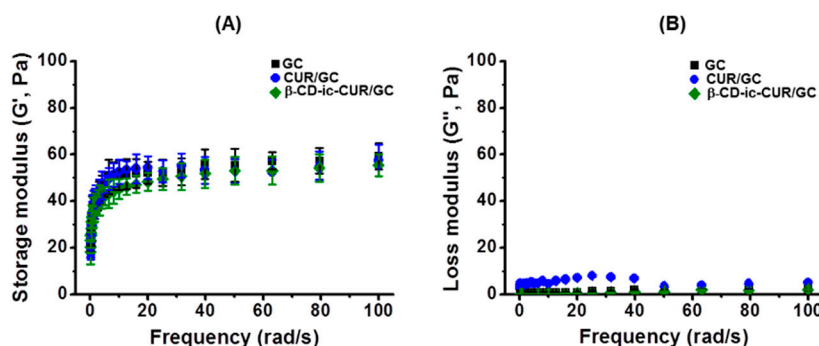 (A)
Storage modulus (G', Pa)
100
80
60
40
20
0
GC
CUR/GC
β-CD-ic-CUR/GC
0 20 40 60 80 100
Frequency (rad/s)
(B)
Loss modulus (G'', Pa)
100
80
60
40
20
0
GC
CUR/GC
β-CD-ic-CUR/GC
0 20 40 60 80 100
Frequency (rad/s)